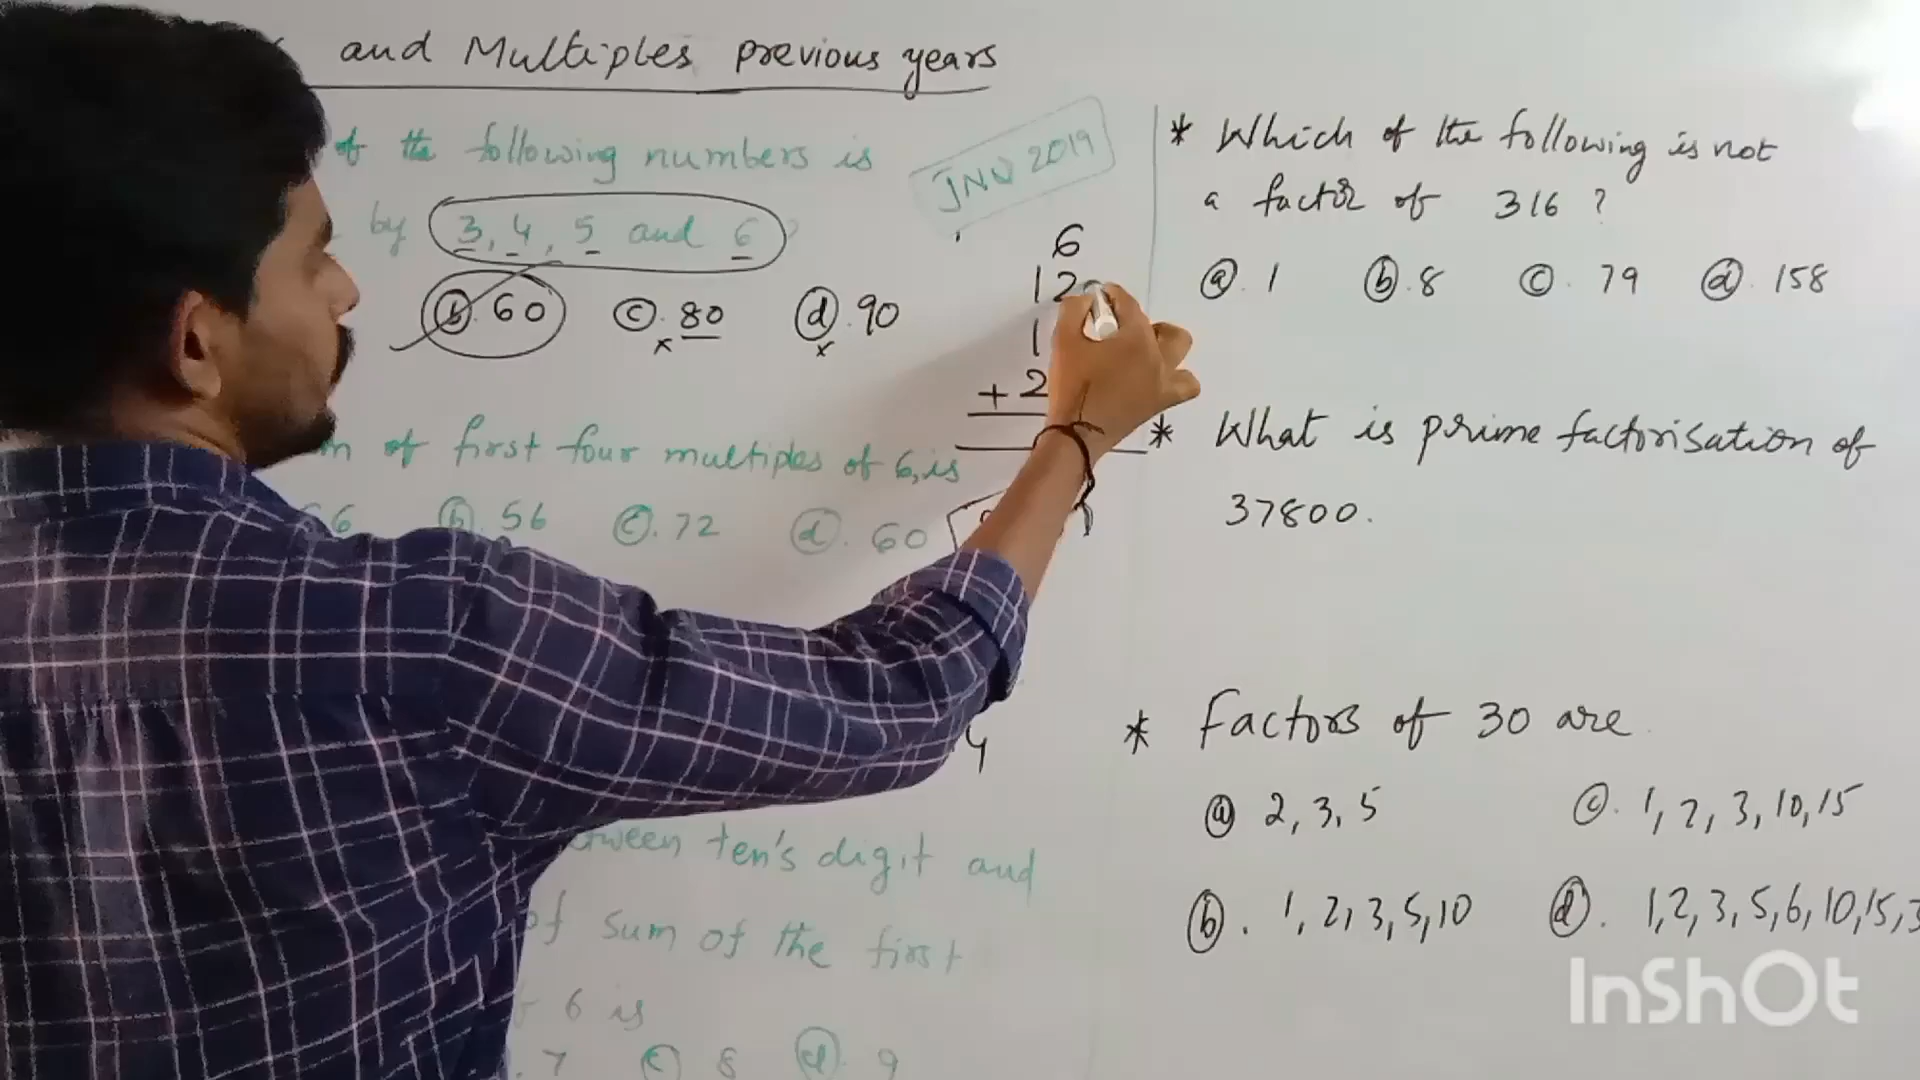 and Multiples previous years
of the following numbers is
JNV 2019
by 3, 4, 5 and 6?
ⓑ. 60 ⓒ. 80 ⓓ. 90
x x
6
12
1
+ 2
of first four multiples of 6, is
ⓑ. 56 ⓒ. 72 ⓓ. 60
4
ten's digit and
of sum of the first
6 is
7 ⓒ 8 ⓓ. 9
* Which of the following is not
a factor of 316 ?
ⓐ. 1 ⓑ. 8 ⓒ. 79 ⓓ. 158
* What is prime factorisation of
37800.
* Factors of 30 are
ⓐ 2, 3, 5 ⓒ. 1, 2, 3, 10, 15
ⓑ. 1, 2, 3, 5, 10 ⓓ. 1, 2, 3, 5, 6, 10, 15, 3
InShOt